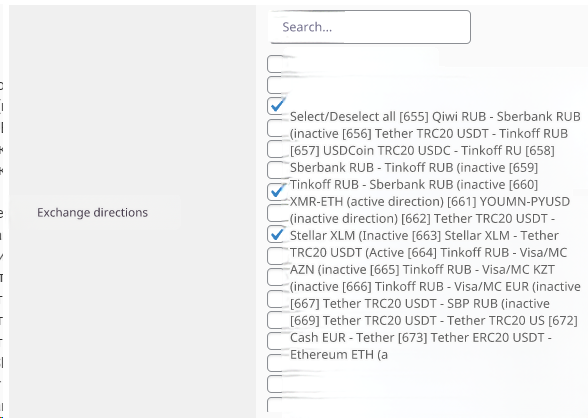 Search...
Exchange directions
Select/Deselect all [655] Qiwi RUB - Sberbank RUB
(inactive [656] Tether TRC20 USDT - Tinkoff RUB
[657] USDCoin TRC20 USDC - Tinkoff RU [658]
Sberbank RUB - Tinkoff RUB (inactive [659]
Tinkoff RUB - Sberbank RUB (inactive [660]
XMR-ETH (active direction) [661] YOUMN-PYUSD
(inactive direction) [662] Tether TRC20 USDT -
Stellar XLM (Inactive [663] Stellar XLM - Tether
TRC20 USDT (Active [664] Tinkoff RUB - Visa/MC
AZN (inactive [665] Tinkoff RUB - Visa/MC KZT
(inactive [666] Tinkoff RUB - Visa/MC EUR (inactive
[667] Tether TRC20 USDT - SBP RUB (inactive
[669] Tether TRC20 USDT - Tether TRC20 US [672]
Cash EUR - Tether [673] Tether ERC20 USDT -
Ethereum ETH (a